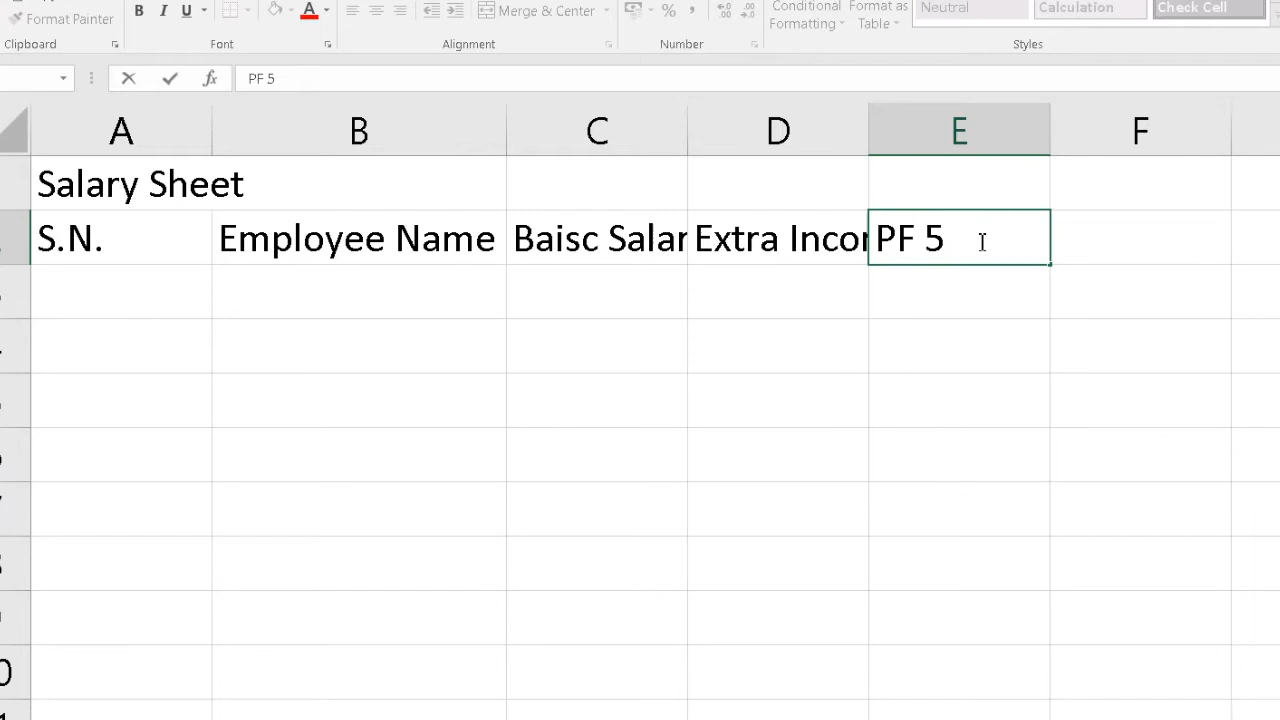 Format Painter
B I U A
Merge & Center
% ,
Conditional
Formatting
Format as
Table
Neutral
Calculation
Check Cell
Clipboard
Font
Alignment
Number
Styles
fx
PF 5
A B C D E F
Salary Sheet
S.N. Employee Name Baisc Salar Extra Incor PF 5